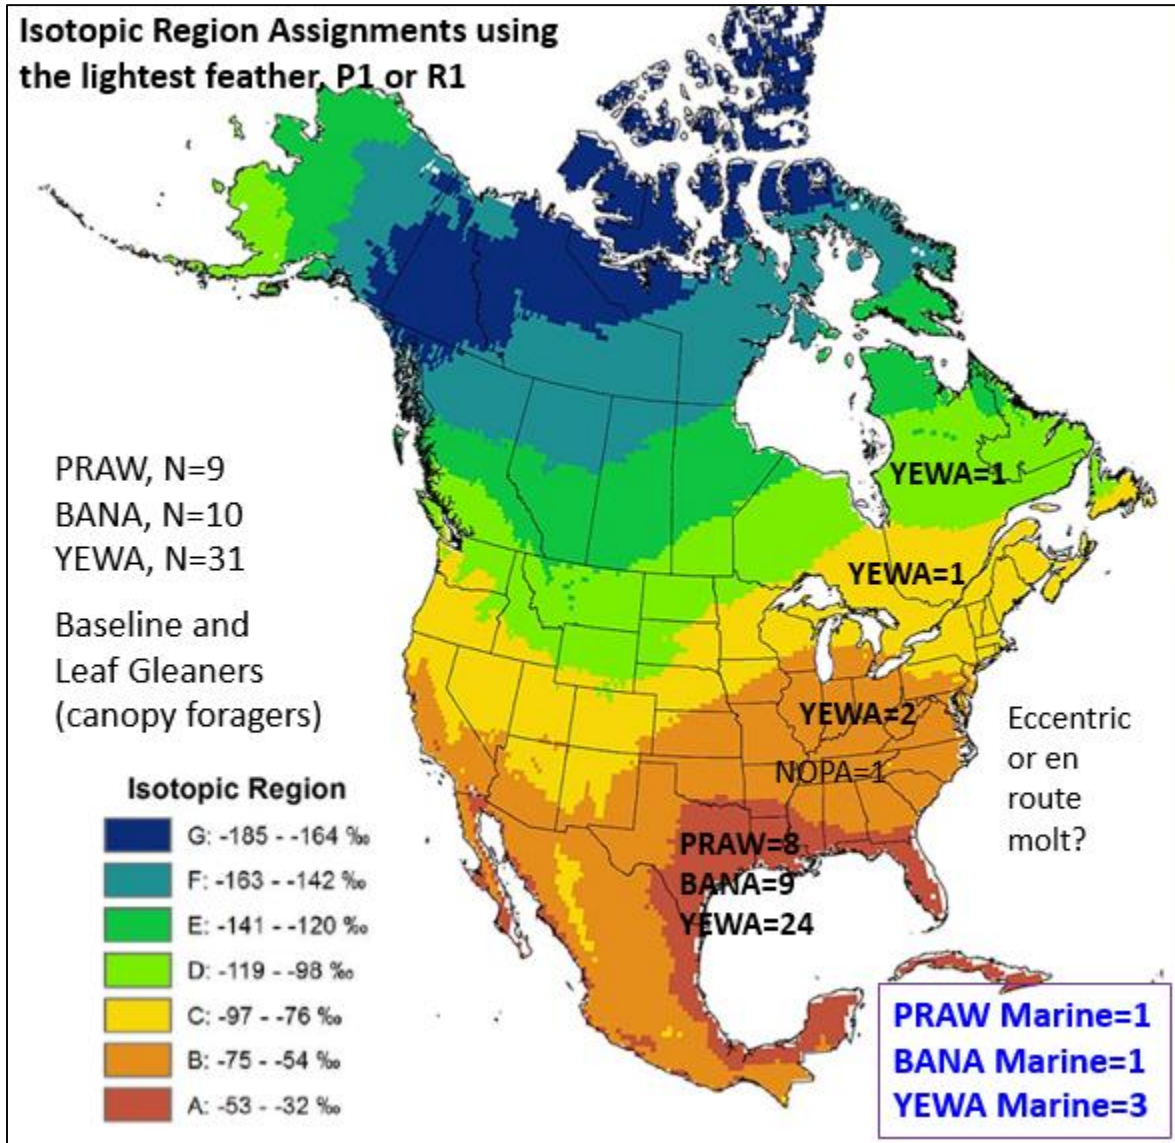 Isotopic Region Assignments using
the lightest feather, P1 or R1
YEWA=1
PRAW, N=9
BANA, N=10
YEWA, N=31
YEWA=1
Baseline and
Leaf Gleaners
(canopy foragers)
YEWA=2
NOPA=1
Eccentric
or en
route
molt?
PRAW=8
BANA=9
YEWA=24
Isotopic Region
G: -185 - -164 ‰
F: -163 - -142 ‰
E: -141 - -120 ‰
D: -119 - -98 ‰
C: -97 - -76 ‰
B: -75 - -54 ‰
A: -53 - -32 ‰
PRAW Marine=1
BANA Marine=1
YEWA Marine=3